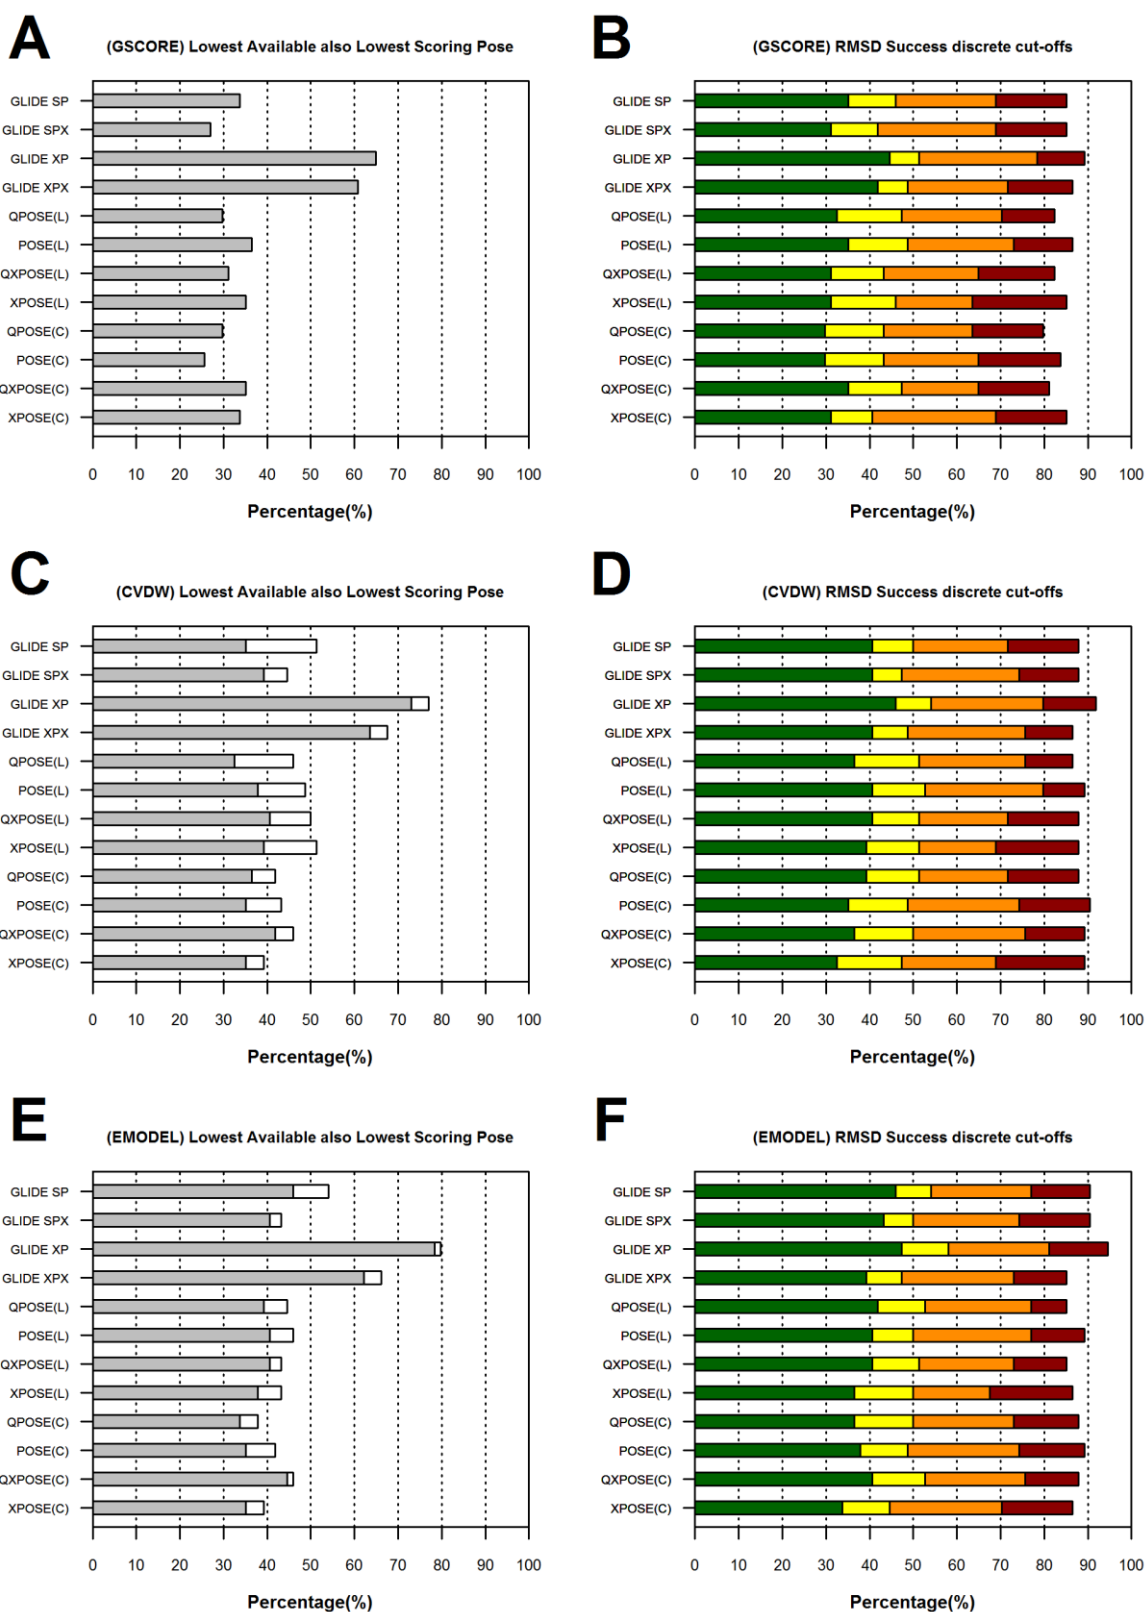 A
(GSCORE) Lowest Available also Lowest Scoring Pose
GLIDE SP
GLIDE SPX
GLIDE XP
GLIDE XPX
QPOSE(L)
POSE(L)
QXPOSE(L)
XPOSE(L)
QPOSE(C)
POSE(C)
QXPOSE(C)
XPOSE(C)
0 10 20 30 40 50 60 70 80 90 100
Percentage(%)
B
(GSCORE) RMSD Success discrete cut-offs
GLIDE SP
GLIDE SPX
GLIDE XP
GLIDE XPX
QPOSE(L)
POSE(L)
QXPOSE(L)
XPOSE(L)
QPOSE(C)
POSE(C)
QXPOSE(C)
XPOSE(C)
0 10 20 30 40 50 60 70 80 90 100
Percentage(%)
C
(CVDW) Lowest Available also Lowest Scoring Pose
GLIDE SP
GLIDE SPX
GLIDE XP
GLIDE XPX
QPOSE(L)
POSE(L)
QXPOSE(L)
XPOSE(L)
QPOSE(C)
POSE(C)
QXPOSE(C)
XPOSE(C)
0 10 20 30 40 50 60 70 80 90 100
Percentage(%)
D
(CVDW) RMSD Success discrete cut-offs
GLIDE SP
GLIDE SPX
GLIDE XP
GLIDE XPX
QPOSE(L)
POSE(L)
QXPOSE(L)
XPOSE(L)
QPOSE(C)
POSE(C)
QXPOSE(C)
XPOSE(C)
0 10 20 30 40 50 60 70 80 90 100
Percentage(%)
E
(EMODEL) Lowest Available also Lowest Scoring Pose
GLIDE SP
GLIDE SPX
GLIDE XP
GLIDE XPX
QPOSE(L)
POSE(L)
QXPOSE(L)
XPOSE(L)
QPOSE(C)
POSE(C)
QXPOSE(C)
XPOSE(C)
0 10 20 30 40 50 60 70 80 90 100
Percentage(%)
F
(EMODEL) RMSD Success discrete cut-offs
GLIDE SP
GLIDE SPX
GLIDE XP
GLIDE XPX
QPOSE(L)
POSE(L)
QXPOSE(L)
XPOSE(L)
QPOSE(C)
POSE(C)
QXPOSE(C)
XPOSE(C)
0 10 20 30 40 50 60 70 80 90 100
Percentage(%)